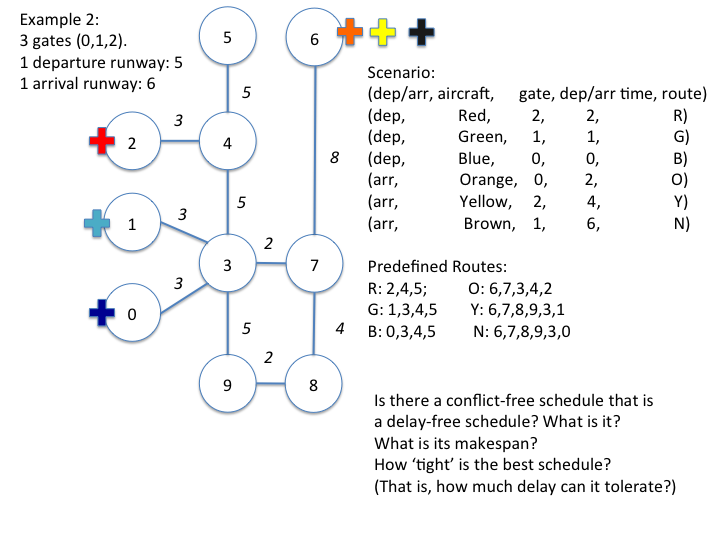 Example 2:
3 gates (0,1,2).
1 departure runway: 5
1 arrival runway: 6
5
6
5
3
2
4
8
Scenario:
(dep/arr, aircraft, gate, dep/arr time, route)
(dep, Red, 2, 2, R)
(dep, Green, 1, 1, G)
(dep, Blue, 0, 0, B)
(arr, Orange, 0, 2, O)
(arr, Yellow, 2, 4, Y)
(arr, Brown, 1, 6, N)
1
3
5
2
3
7
0
3
Predefined Routes:
R: 2,4,5; O: 6,7,3,4,2
G: 1,3,4,5 Y: 6,7,8,9,3,1
B: 0,3,4,5 N: 6,7,8,9,3,0
5
4
2
9
8
Is there a conflict-free schedule that is
a delay-free schedule? What is it?
What is its makespan?
How ‘tight’ is the best schedule?
(That is, how much delay can it tolerate?)